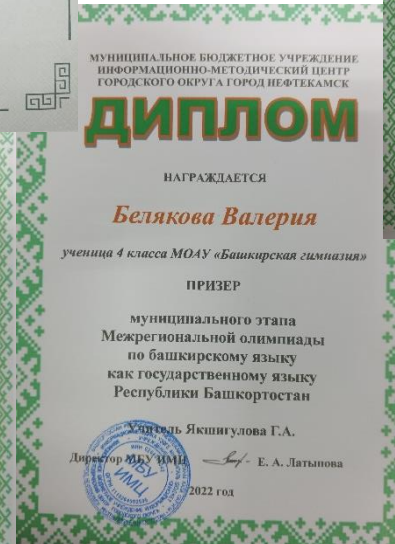 МУНИЦИПАЛЬНОЕ БЮДЖЕТНОЕ УЧРЕЖДЕНИЕ
ИНФОРМАЦИОННО-МЕТОДИЧЕСКИЙ ЦЕНТР
ГОРОДСКОГО ОКРУГА ГОРОД НЕФТЕКАМСК
ДИПЛОМ
НАГРАЖДАЕТСЯ
Белякова Валерия
ученица 4 класса МОАУ «Башкирская гимназия»
ПРИЗЕР
муниципального этапа
Межрегиональной олимпиады
по башкирскому языку
как государственному языку
Республики Башкортостан
Учитель Якшигулова Г.А.
Директор МБУ ИМЦ Е. А. Латыпова
МБУ
ИМЦ
2022 год